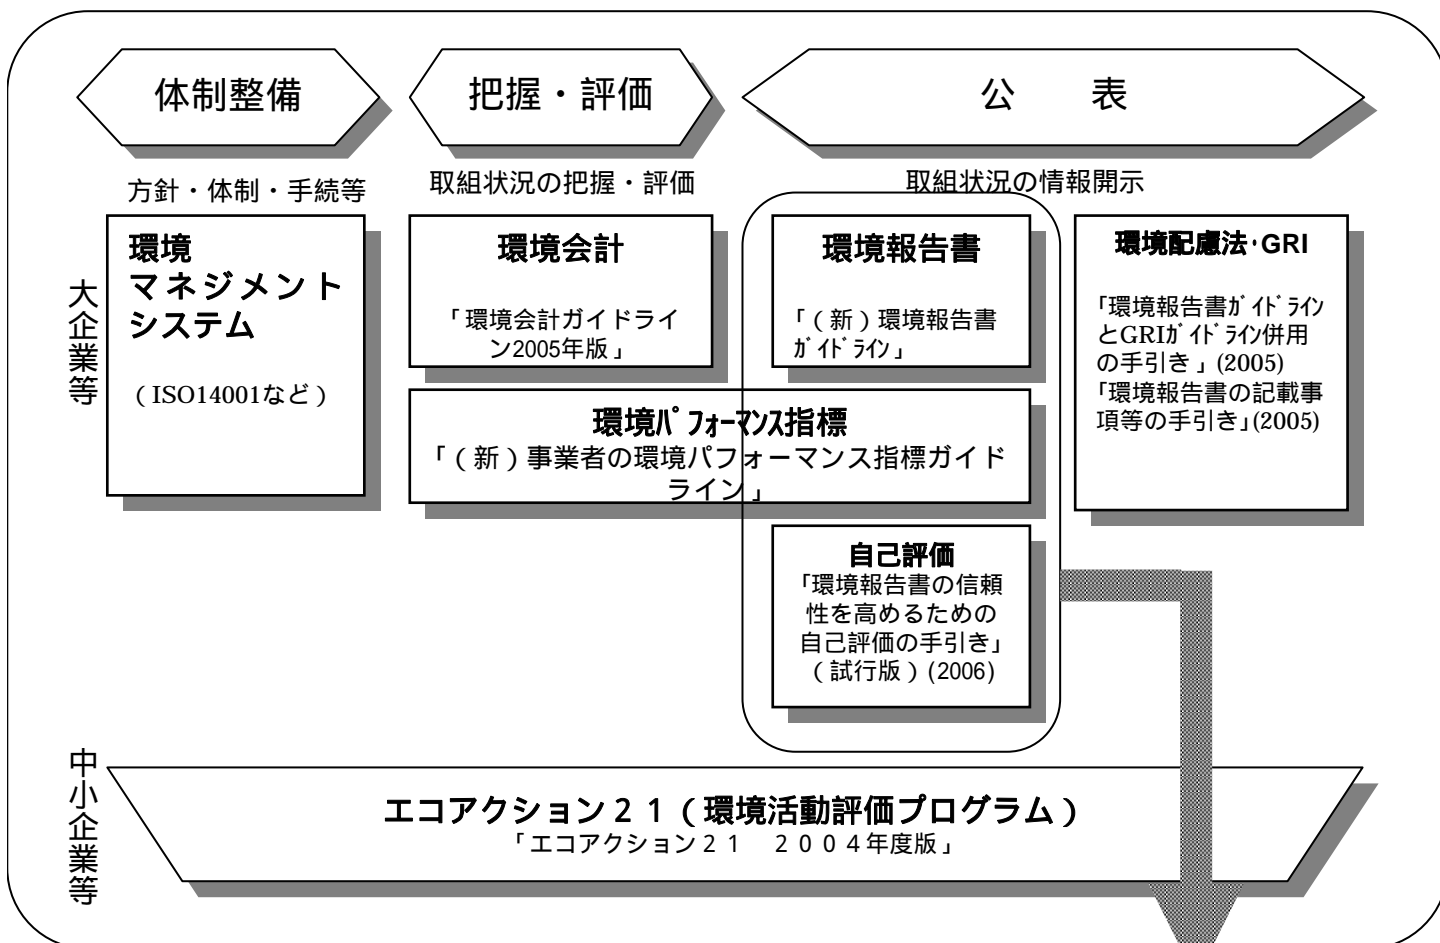 体制整備
把握・評価
公　　表
方針・体制・手続等
取組状況の把握・評価
取組状況の情報開示
大企業等
環境
マネジメント
システム
（ISO14001など）
環境会計
「環境会計ガイドライ
ン2005年版」
環境報告書
「（新）環境報告書
ｶﾞｲﾄﾞﾗｲﾝ」
環境配慮法･GRI
「環境報告書ｶﾞｲﾄﾞﾗｲﾝ
とGRIｶﾞｲﾄﾞﾗｲﾝ併用
の手引き」(2005)
「環境報告書の記載事
項等の手引き」(2005)
環境ﾊﾟﾌｫｰﾏﾝｽ指標
「（新）事業者の環境パフォーマンス指標ガイド
ライン」
自己評価
「環境報告書の信頼
性を高めるための
自己評価の手引き」
（試行版）(2006)
中小企業等
エコアクション２１（環境活動評価プログラム）
「エコアクション２１　２００４年度版」